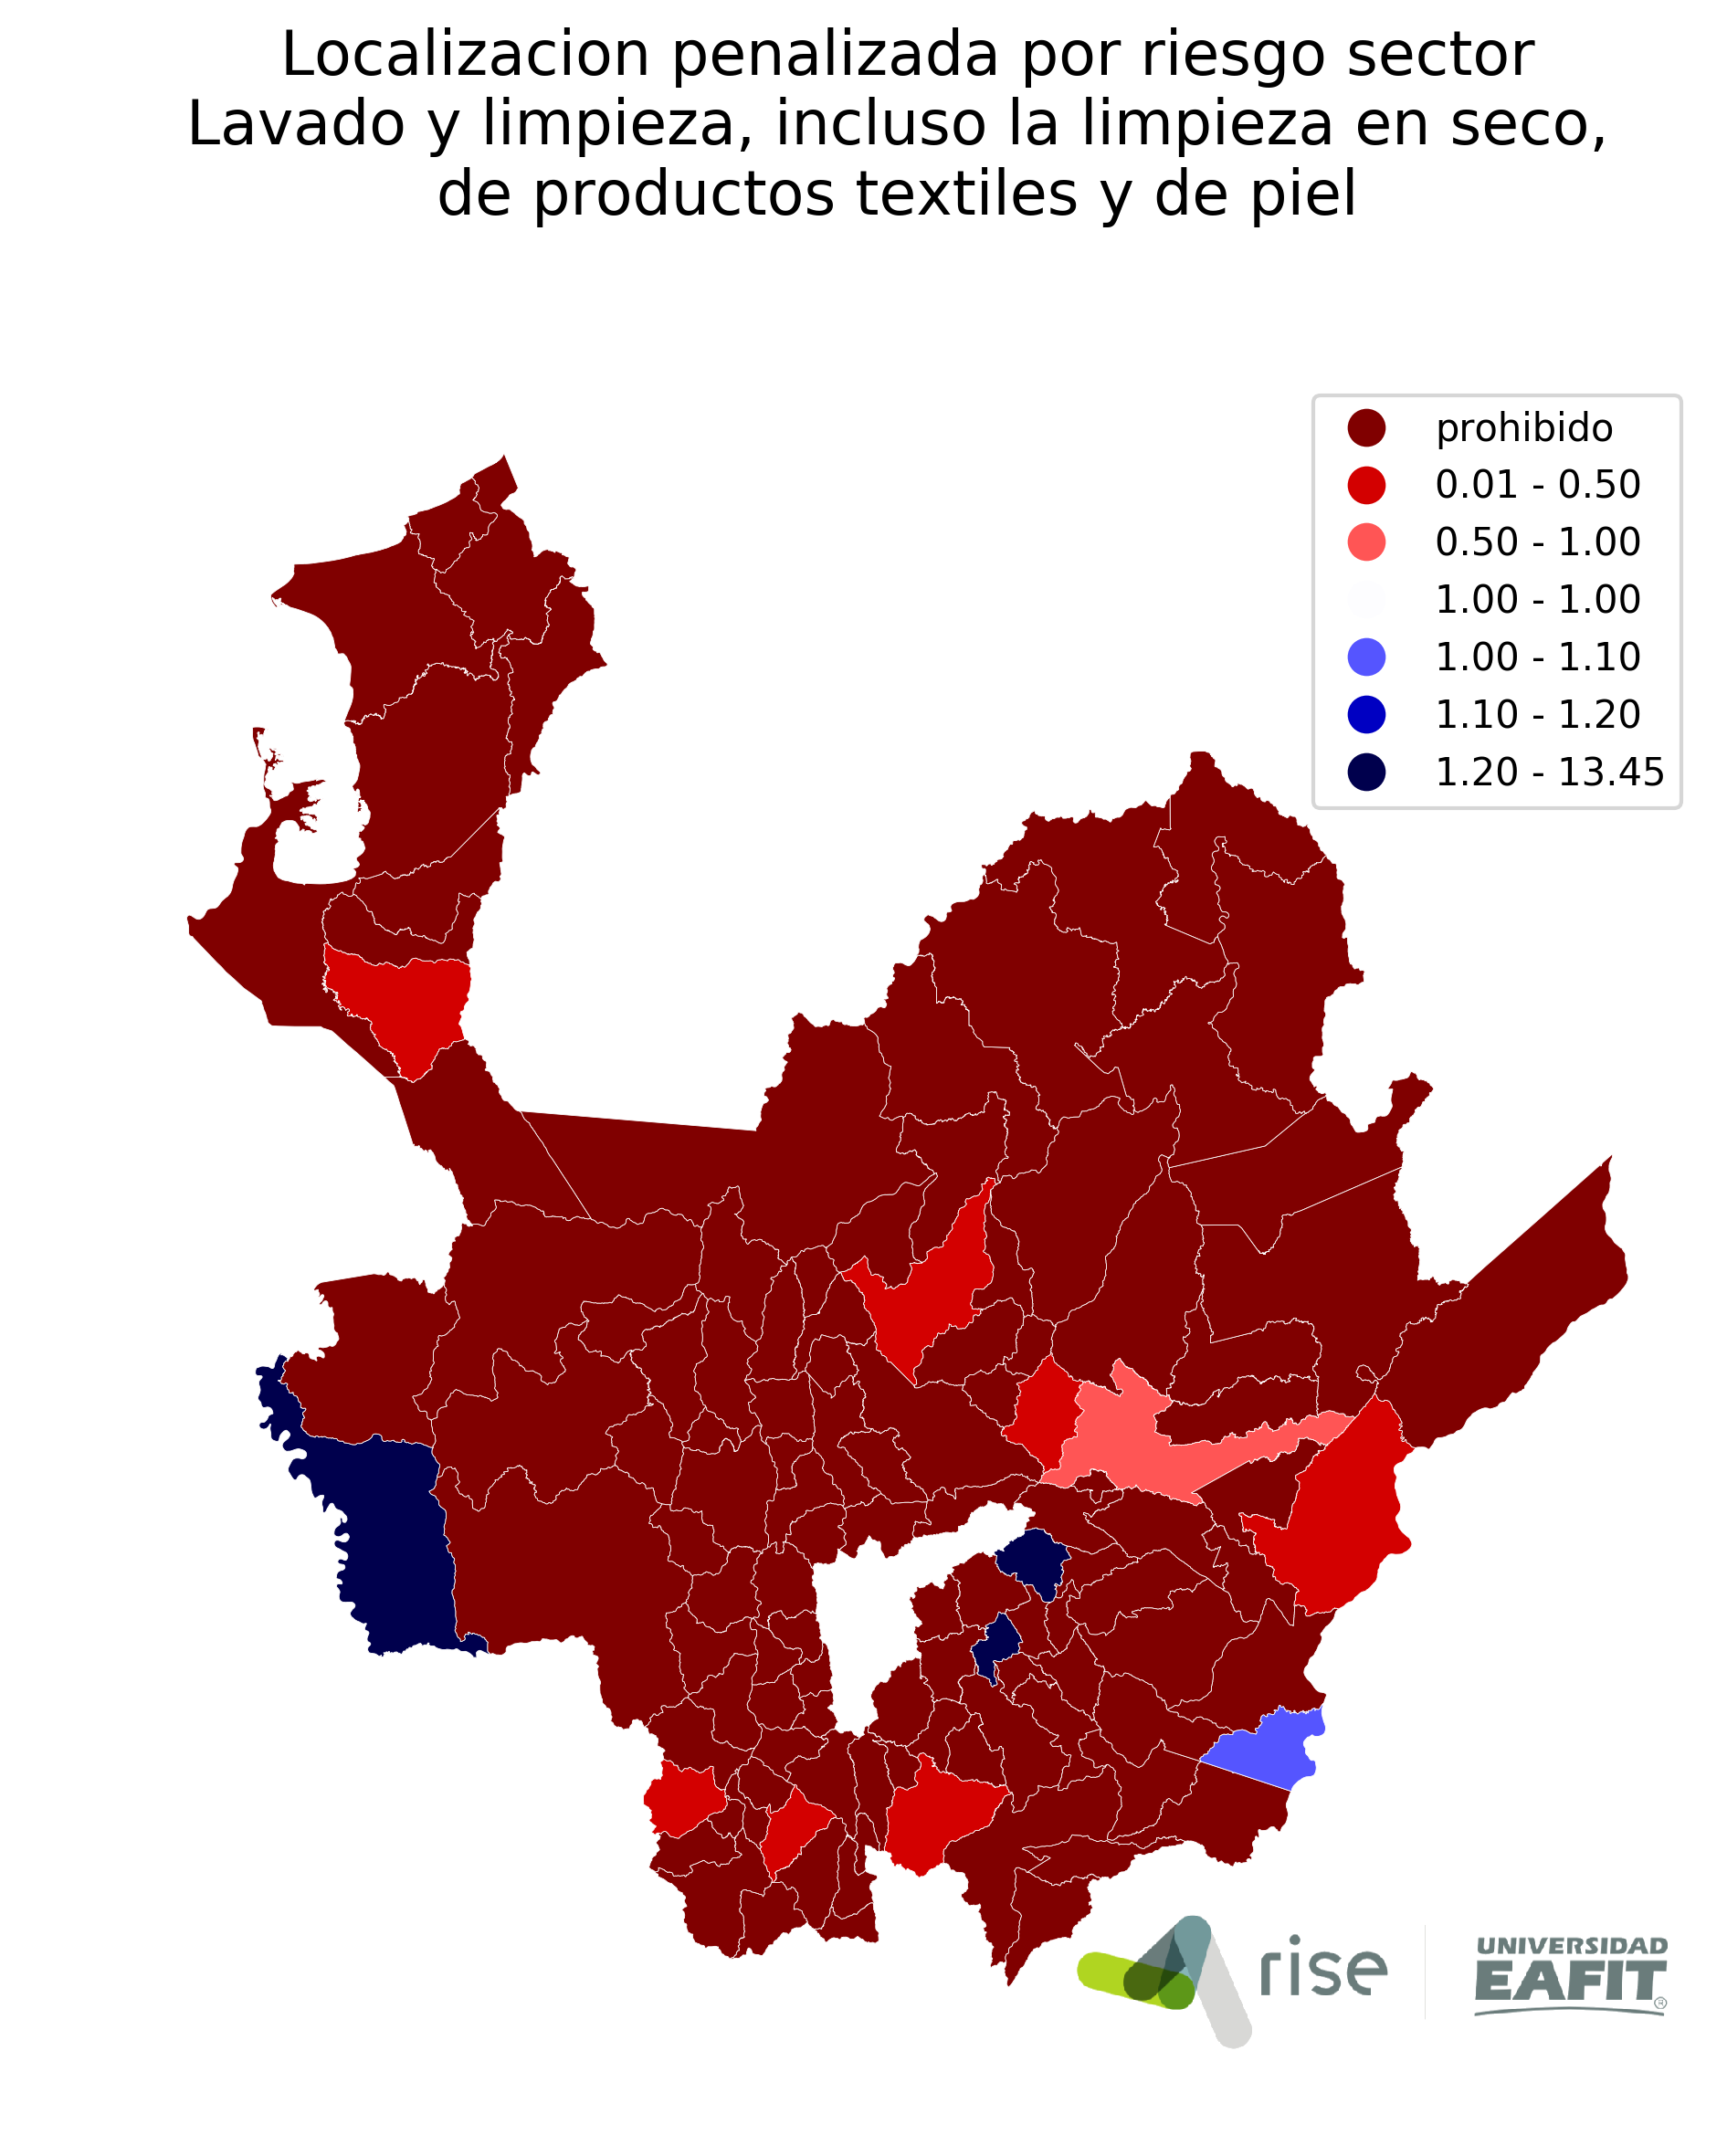 Localizacion penalizada por riesgo sector
Lavado y limpieza, incluso la limpieza en seco,
de productos textiles y de piel
prohibido
0.01 - 0.50
0.50 - 1.00
1.00 - 1.00
1.00 - 1.10
1.10 - 1.20
1.20 - 13.45
rise
UNIVERSIDAD
EAFIT®